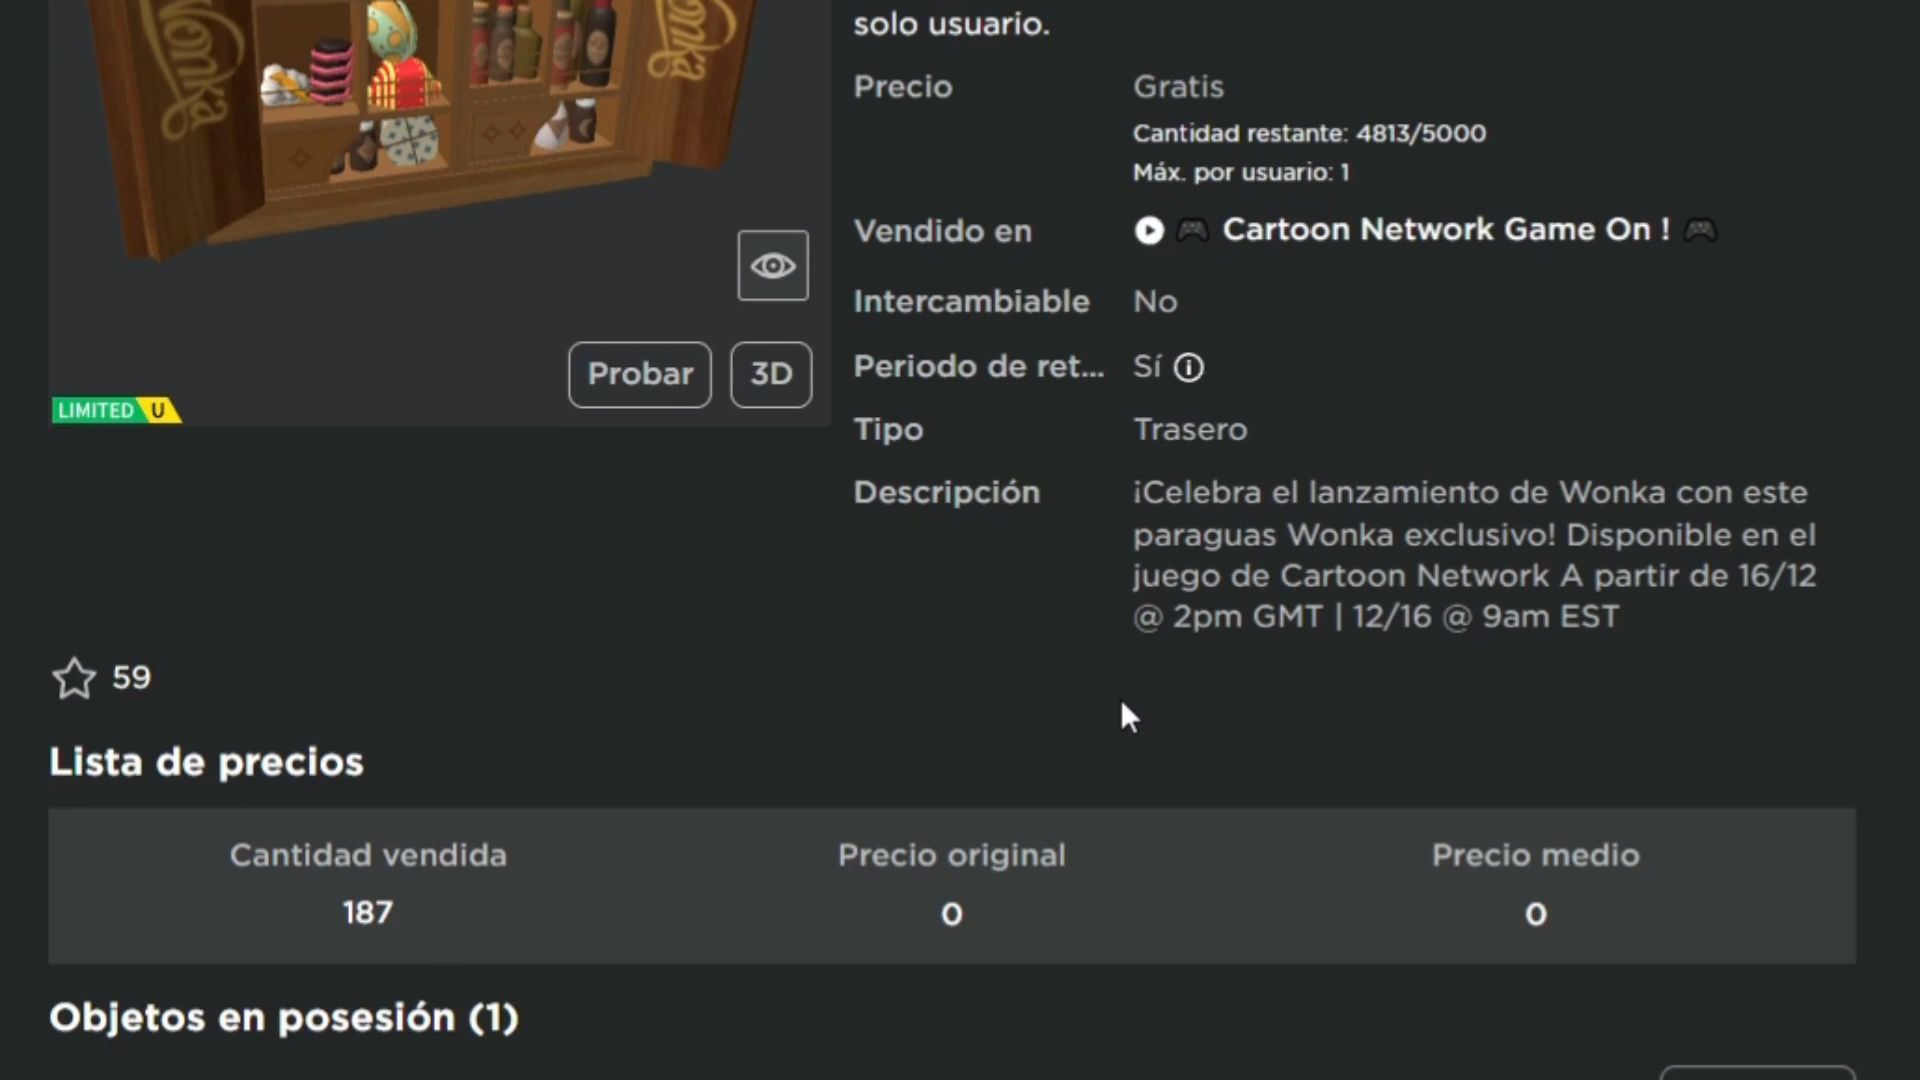 Wonka
Wonka
solo usuario.
Precio
Gratis
Cantidad restante: 4813/5000
Máx. por usuario: 1
Vendido en
Cartoon Network Game On !
Intercambiable
No
Periodo de ret...
Sí
Probar
3D
LIMITED U
Tipo
Trasero
Descripción
¡Celebra el lanzamiento de Wonka con este
paraguas Wonka exclusivo! Disponible en el
juego de Cartoon Network A partir de 16/12
@ 2pm GMT | 12/16 @ 9am EST
59
Lista de precios
Cantidad vendida
Precio original
Precio medio
187
0
0
Objetos en posesión (1)